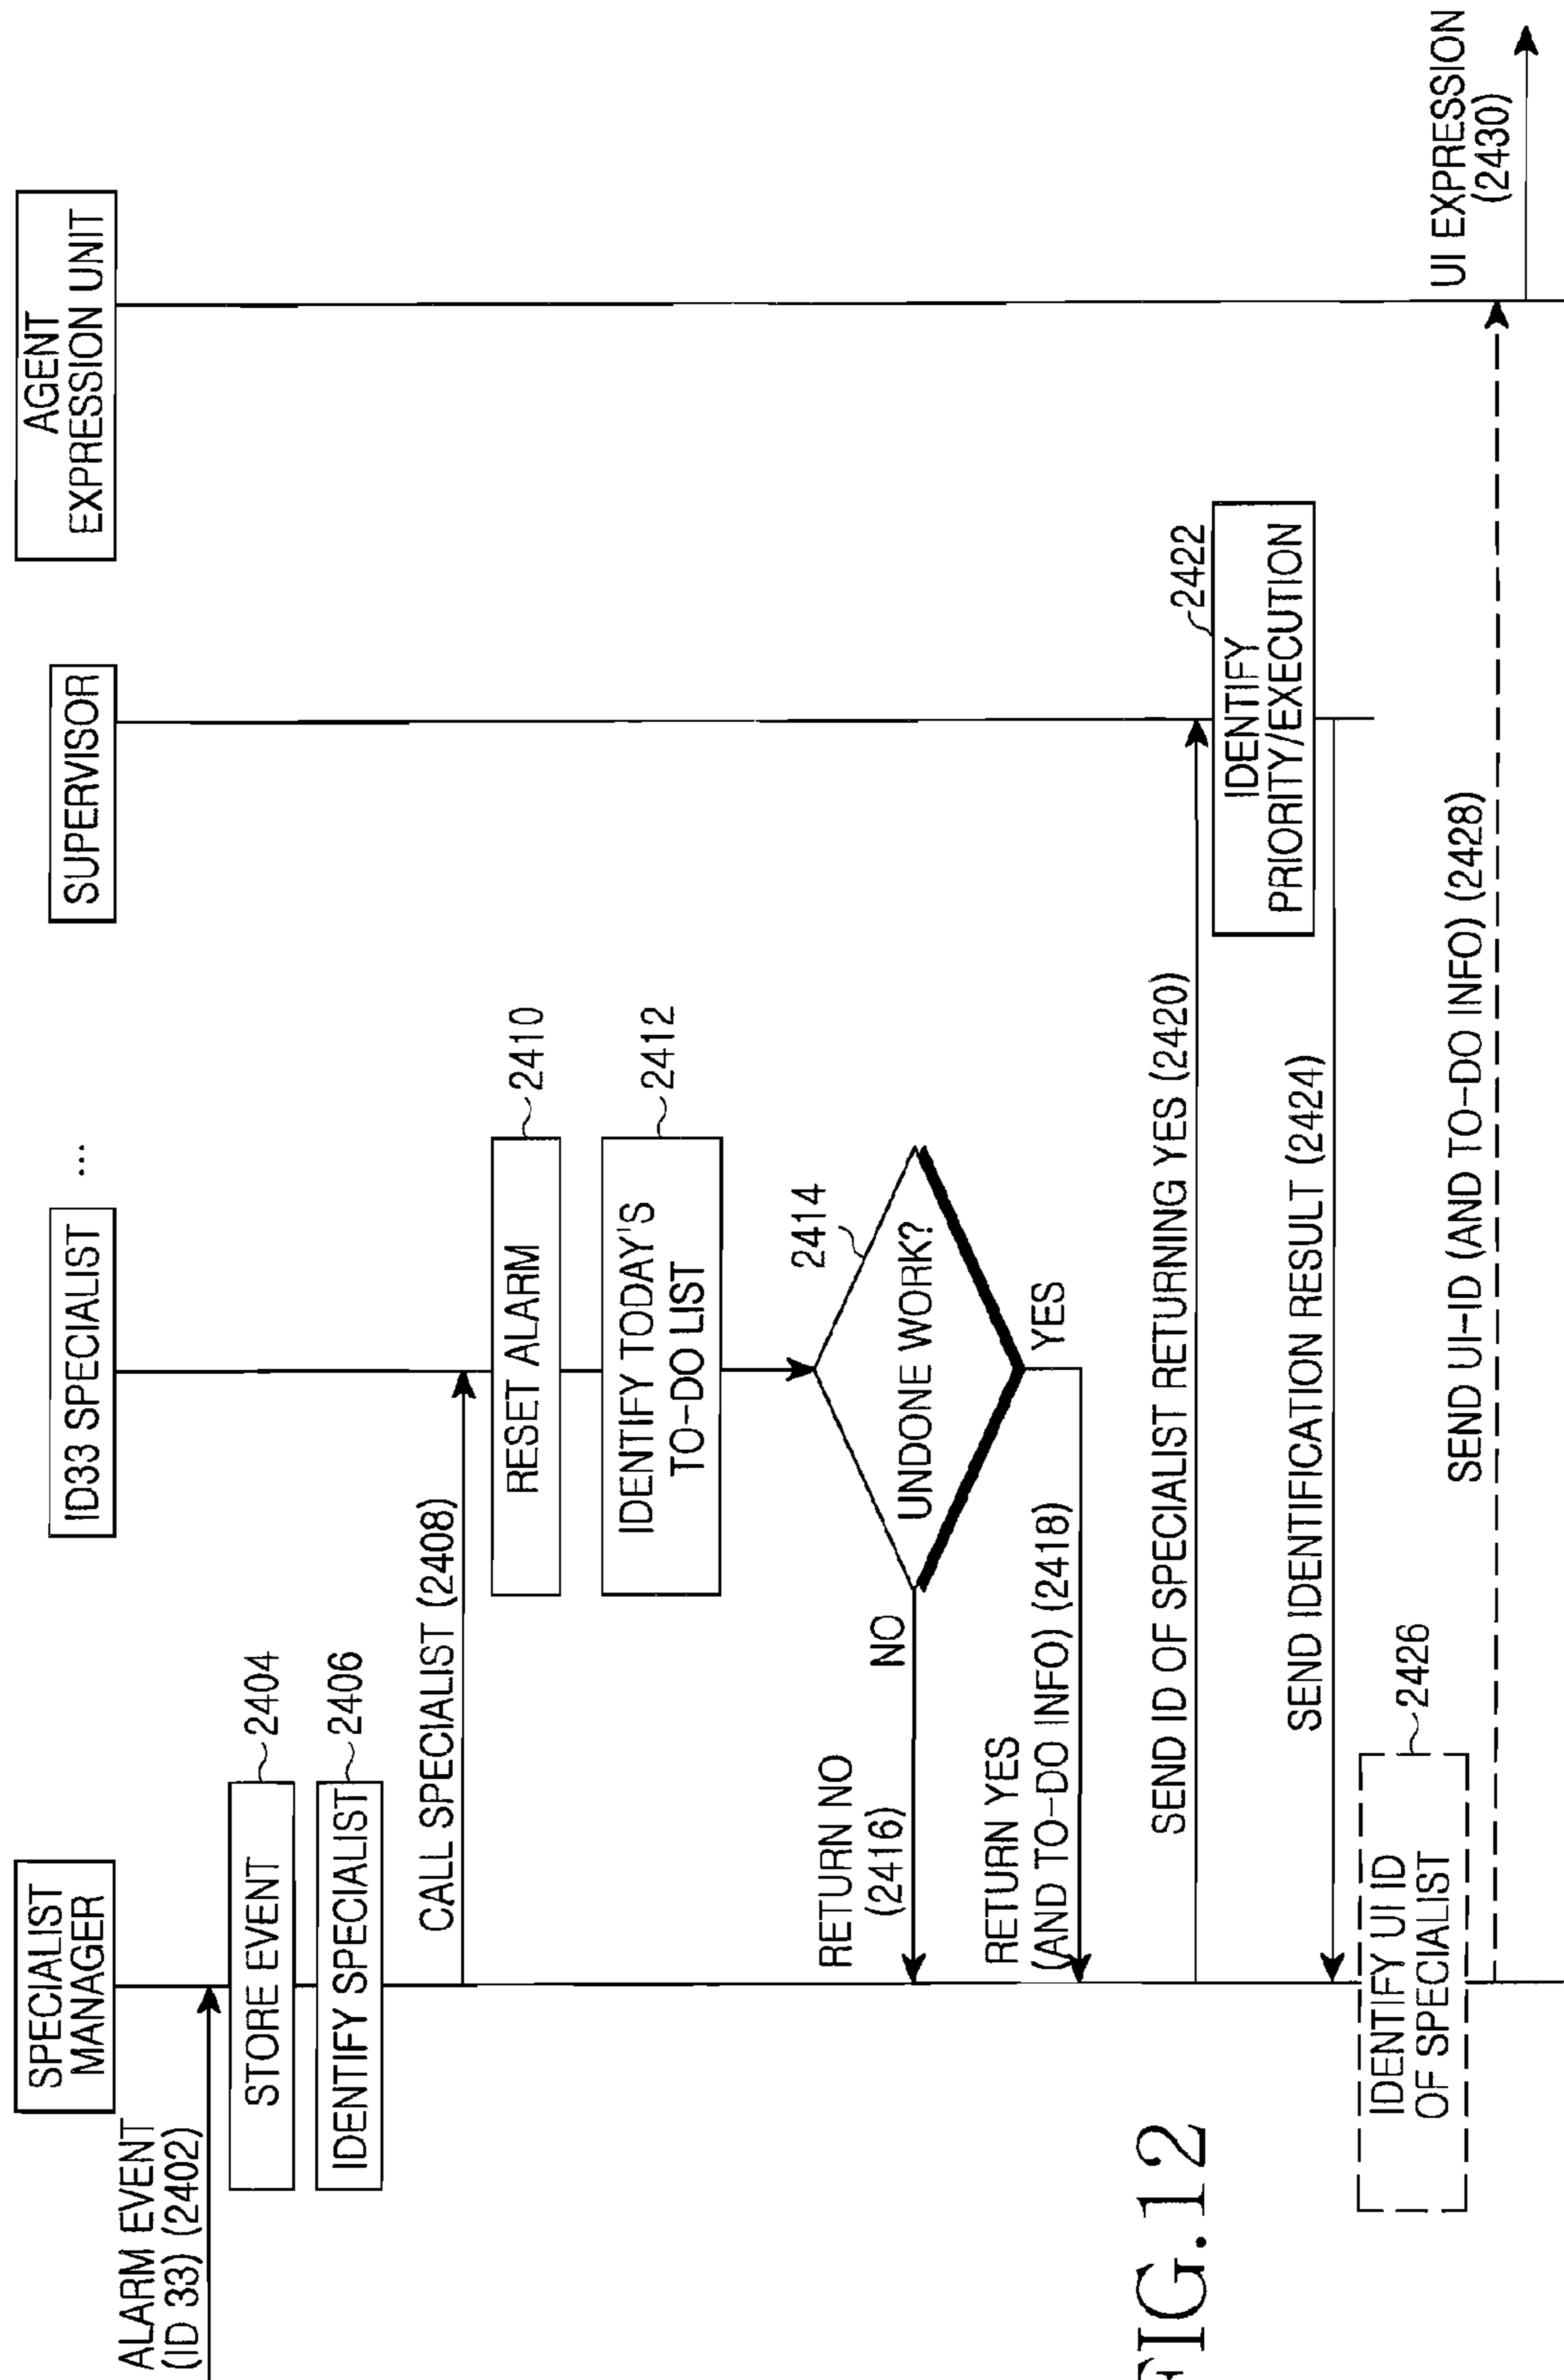 SPECIALIST
MANAGER
ID33 SPECIALIST
...
SUPERVISOR
AGENT
EXPRESSION UNIT
ALARM EVENT
(ID 33) (2402)
STORE EVENT
2404
IDENTIFY SPECIALIST
2406
CALL SPECIALIST (2408)
RESET ALARM
2410
IDENTIFY TODAY'S
TO-DO LIST
2412
UNDONE WORK?
2414
NO
RETURN NO
(2416)
YES
RETURN YES
(AND TO-DO INFO) (2418)
SEND ID OF SPECIALIST RETURNING YES (2420)
IDENTIFY
PRIORITY/EXECUTION
2422
SEND IDENTIFICATION RESULT (2424)
IDENTIFY UI ID
OF SPECIALIST
2426
SEND UI-ID (AND TO-DO INFO) (2428)
UI EXPRESSION
(2430)
FIG.12